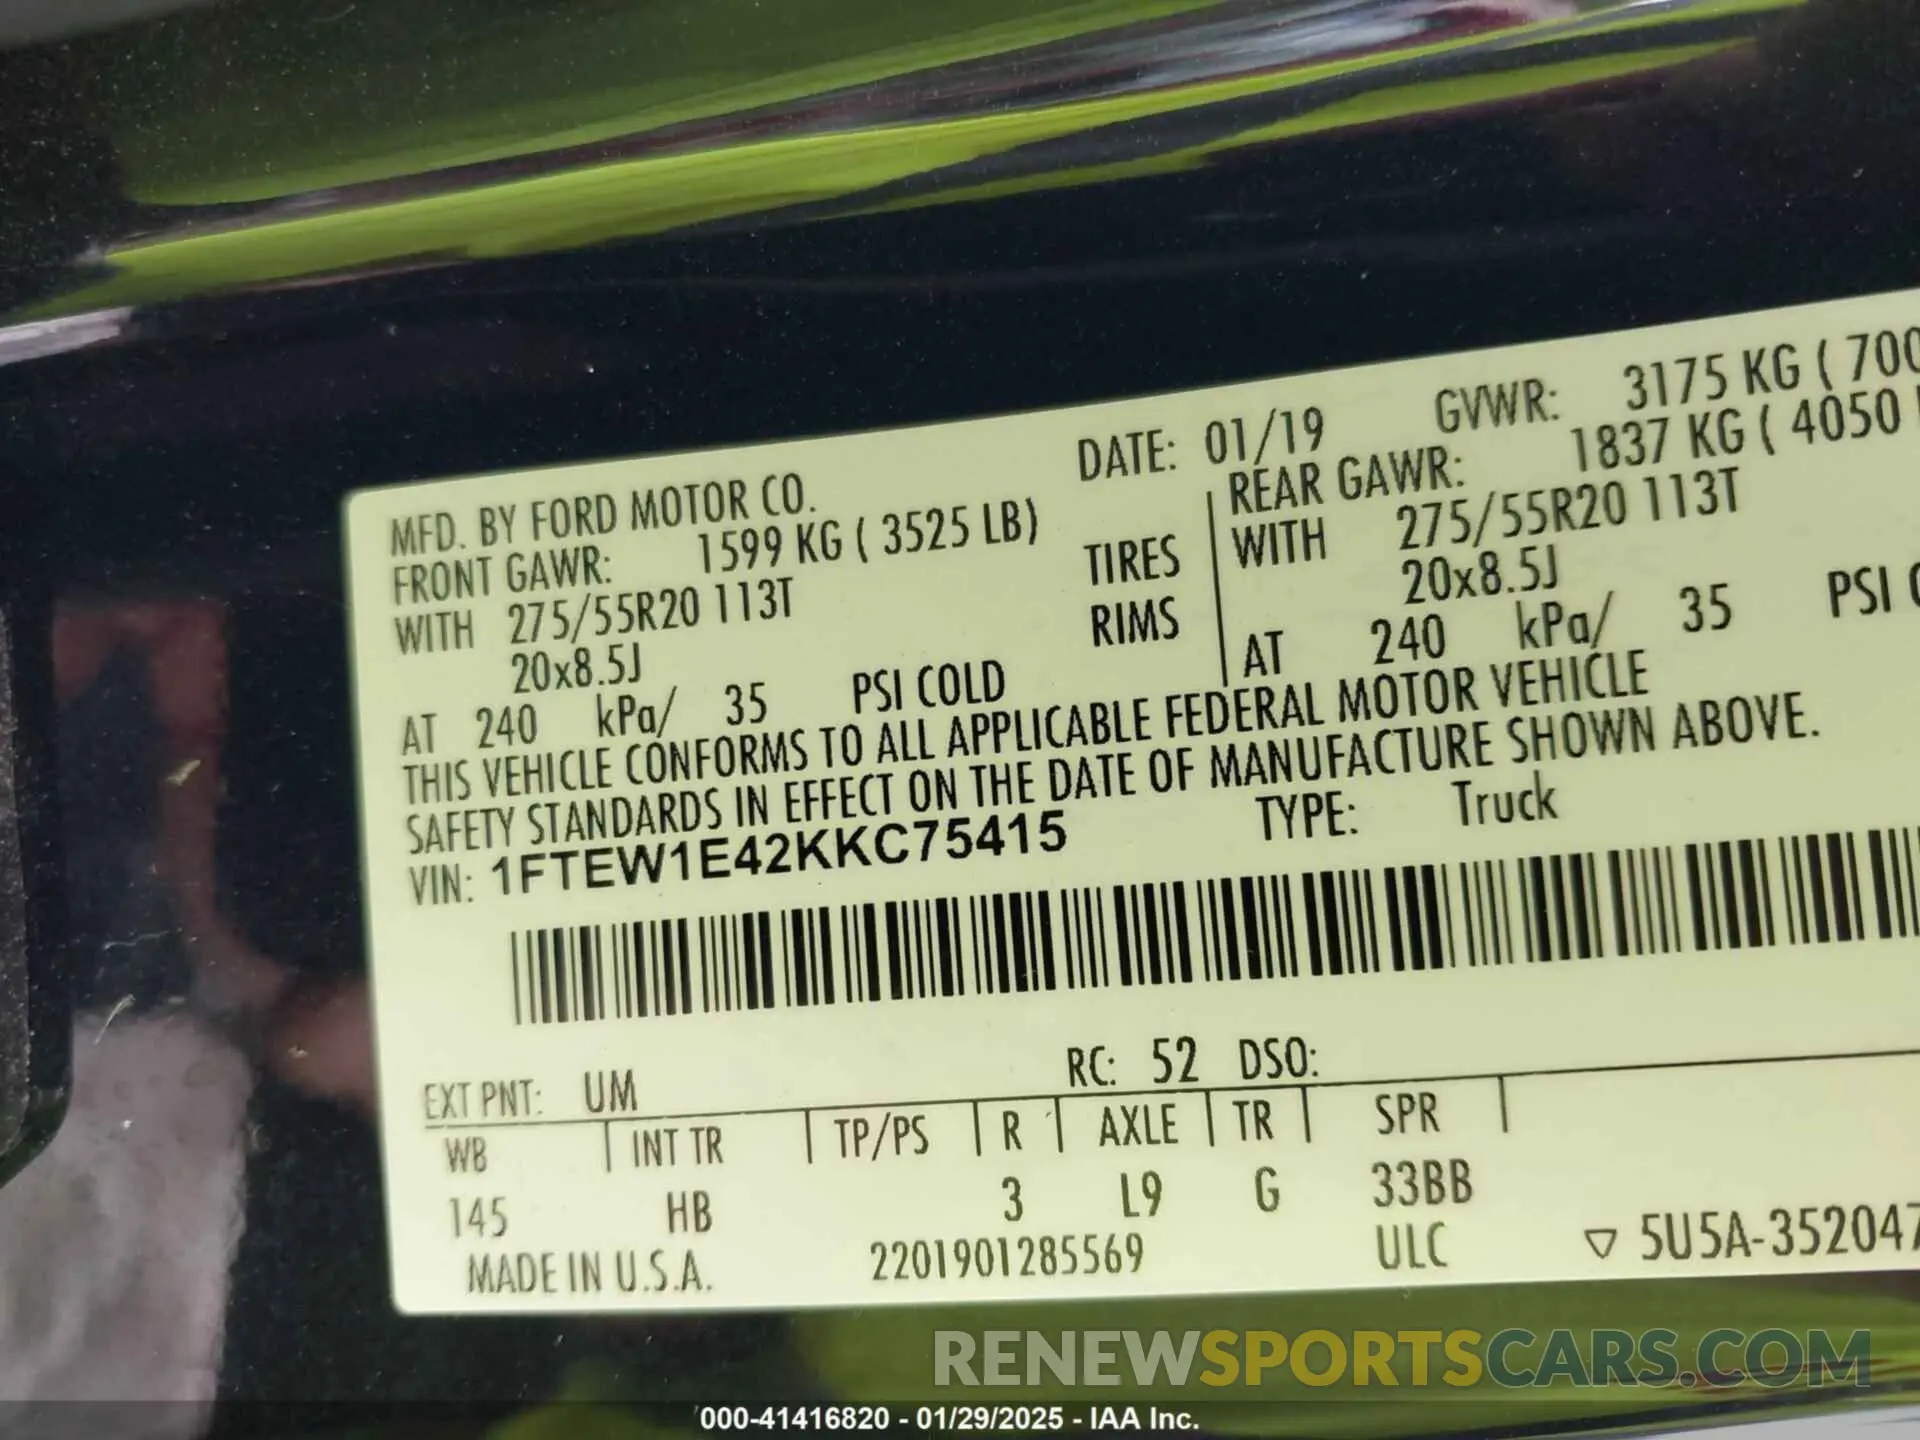 MFD. BY FORD MOTOR CO. DATE: 01/19 GVWR: 3175 KG ( 700
FRONT GAWR: 1599 KG ( 3525 LB) REAR GAWR: 1837 KG ( 4050
WITH 275/55R20 113T TIRES WITH 275/55R20 113T
20x8.5J RIMS 20x8.5J
AT 240 kPa/ 35 PSI COLD AT 240 kPa/ 35 PSI
THIS VEHICLE CONFORMS TO ALL APPLICABLE FEDERAL MOTOR VEHICLE
SAFETY STANDARDS IN EFFECT ON THE DATE OF MANUFACTURE SHOWN ABOVE.
VIN: 1FTEW1E42KKC75415 TYPE: Truck
EXT PNT: UM RC: 52 DSO:
WB INT TR TP/PS R AXLE TR SPR
145 HB 3 L9 G 33BB
MADE IN U.S.A. 2201901285569 ULC ▽ 5U5A-352047
RENEWSPORTSCARS.COM
000-41416820 - 01/29/2025 - IAA Inc.